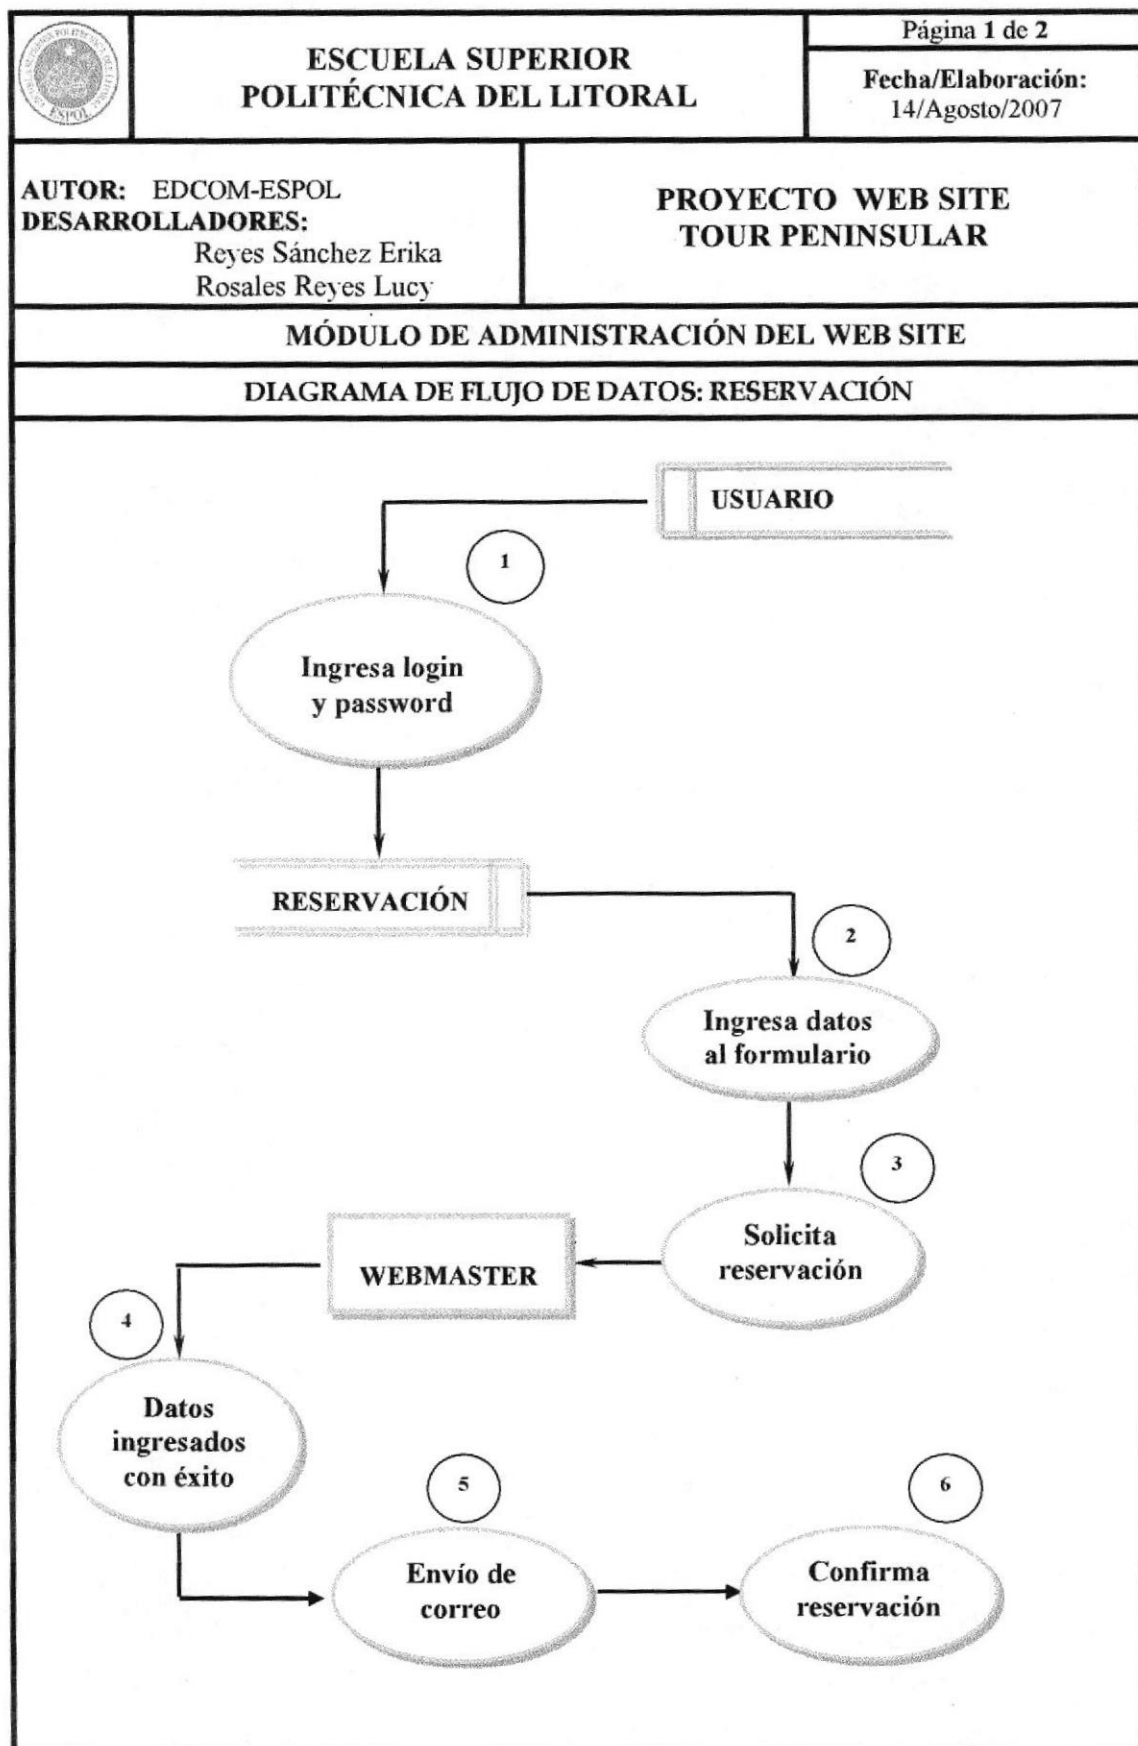 ESPOL
ESCUELA SUPERIOR
POLITÉCNICA DEL LITORAL
Página 1 de 2
Fecha/Elaboración:
14/Agosto/2007
AUTOR: EDCOM-ESPOL
DESARROLLADORES:
Reyes Sánchez Erika
Rosales Reyes Lucy
PROYECTO WEB SITE
TOUR PENINSULAR
MÓDULO DE ADMINISTRACIÓN DEL WEB SITE
DIAGRAMA DE FLUJO DE DATOS: RESERVACIÓN
USUARIO
1
Ingresa login
y password
RESERVACIÓN
2
Ingresa datos
al formulario
3
Solicita
reservación
WEBMASTER
4
Datos
ingresados
con éxito
5
Envío de
correo
6
Confirma
reservación